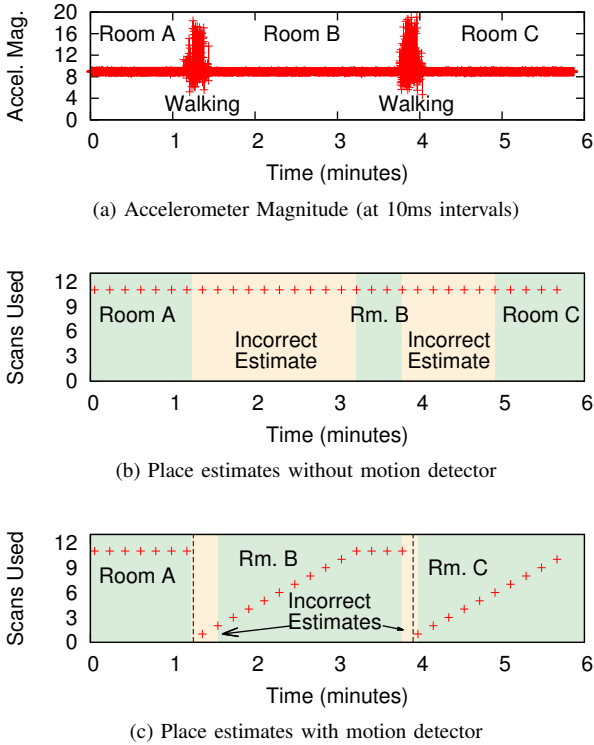 20
16
12
8
4
0
Accel. Mag.
Room A
Room B
Room C
Walking
Walking
0 1 2 3 4 5 6
Time (minutes)
(a) Accelerometer Magnitude (at 10ms intervals)
12
9
6
3
0
Scans Used
Room A
Rm. B
Room C
Incorrect
Estimate
Incorrect
Estimate
0 1 2 3 4 5 6
Time (minutes)
(b) Place estimates without motion detector
12
9
6
3
0
Scans Used
Room A
Rm. B
Rm. C
Incorrect
Estimates
0 1 2 3 4 5 6
Time (minutes)
(c) Place estimates with motion detector